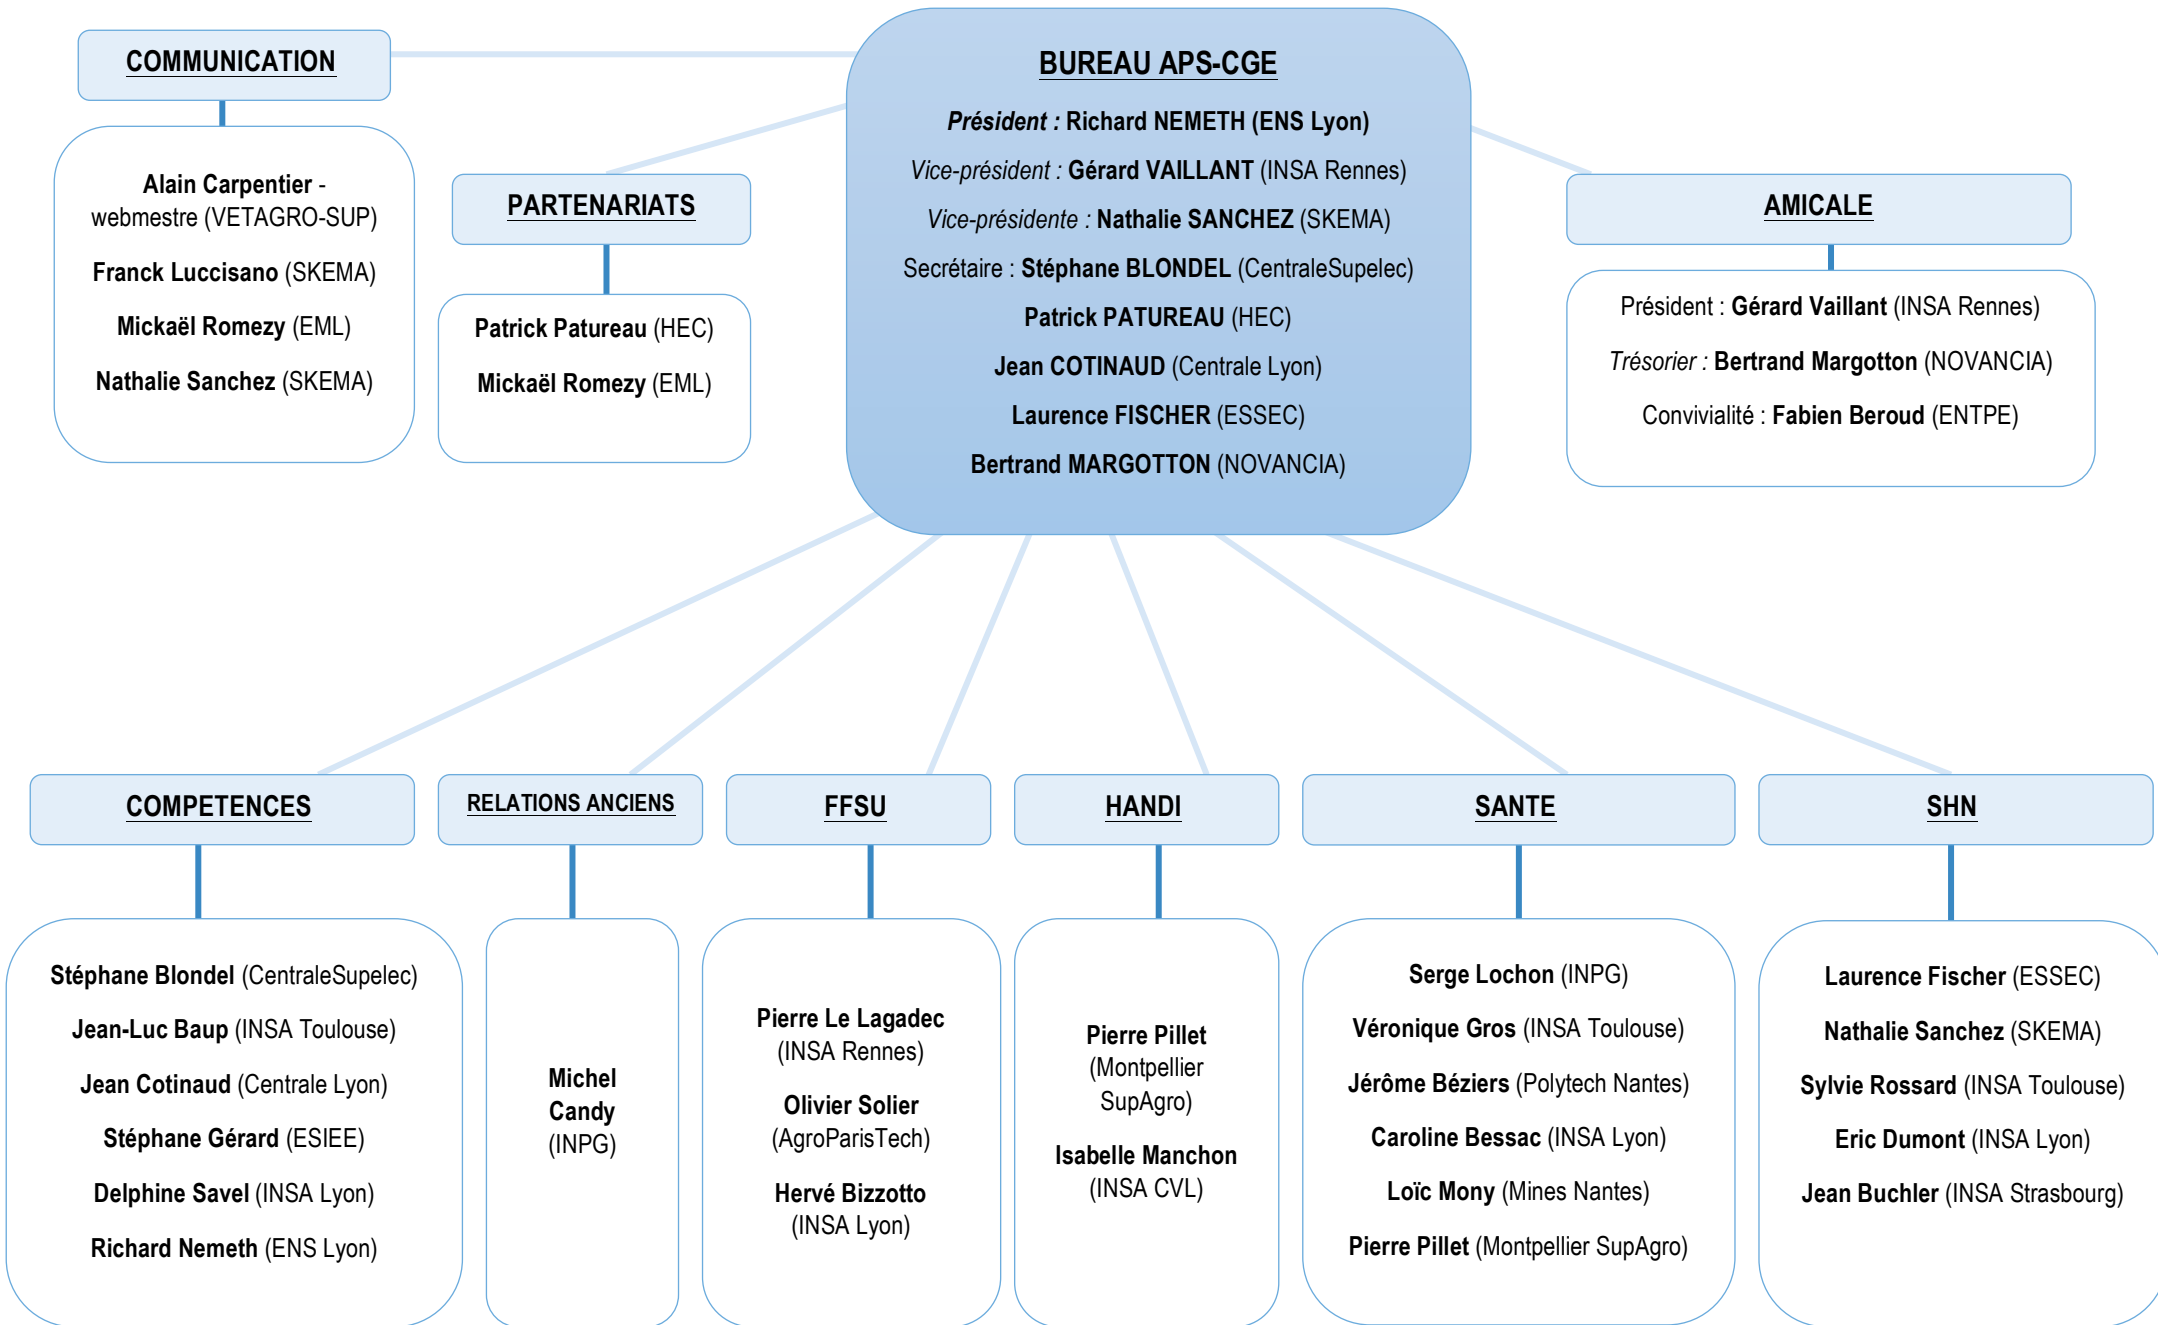 COMMUNICATION
Alain Carpentier -
webmestre (VETAGRO-SUP)
Franck Luccisano (SKEMA)
Mickaël Romezy (EML)
Nathalie Sanchez (SKEMA)
PARTENARIATS
Patrick Patureau (HEC)
Mickaël Romezy (EML)
BUREAU APS-CGE
Président : Richard NEMETH (ENS Lyon)
Vice-président : Gérard VAILLANT (INSA Rennes)
Vice-présidente : Nathalie SANCHEZ (SKEMA)
Secrétaire : Stéphane BLONDEL (CentraleSupelec)
Patrick PATUREAU (HEC)
Jean COTINAUD (Centrale Lyon)
Laurence FISCHER (ESSEC)
Bertrand MARGOTTON (NOVANCIA)
AMICALE
Président : Gérard Vaillant (INSA Rennes)
Trésorier : Bertrand Margotton (NOVANCIA)
Convivialité : Fabien Beroud (ENTPE)
COMPETENCES
Stéphane Blondel (CentraleSupelec)
Jean-Luc Baup (INSA Toulouse)
Jean Cotinaud (Centrale Lyon)
Stéphane Gérard (ESIEE)
Delphine Savel (INSA Lyon)
Richard Nemeth (ENS Lyon)
RELATIONS ANCIENS
Michel
Candy
(INPG)
FFSU
Pierre Le Lagadec
(INSA Rennes)
Olivier Solier
(AgroParisTech)
Hervé Bizzotto
(INSA Lyon)
HANDI
Pierre Pillet
(Montpellier
SupAgro)
Isabelle Manchon
(INSA CVL)
SANTE
Serge Lochon (INPG)
Véronique Gros (INSA Toulouse)
Jérôme Béziers (Polytech Nantes)
Caroline Bessac (INSA Lyon)
Loïc Mony (Mines Nantes)
Pierre Pillet (Montpellier SupAgro)
SHN
Laurence Fischer (ESSEC)
Nathalie Sanchez (SKEMA)
Sylvie Rossard (INSA Toulouse)
Eric Dumont (INSA Lyon)
Jean Buchler (INSA Strasbourg)